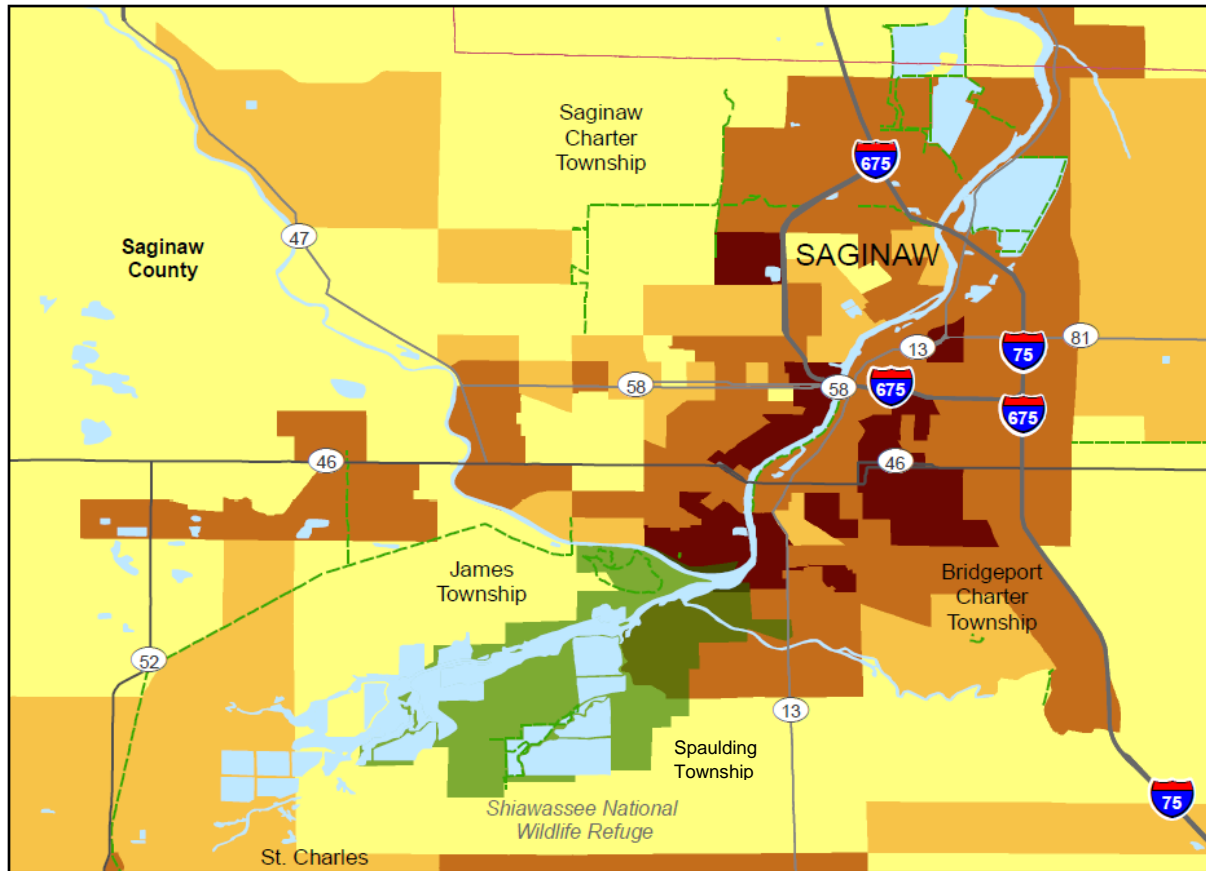 Saginaw
Charter
Township
675
47
Saginaw
County
SAGINAW
13
75
81
58
58
675
675
46
46
James
Township
Bridgeport
Charter
Township
52
13
Spaulding
Township
75
Shiawassee National
Wildlife Refuge
St. Charles